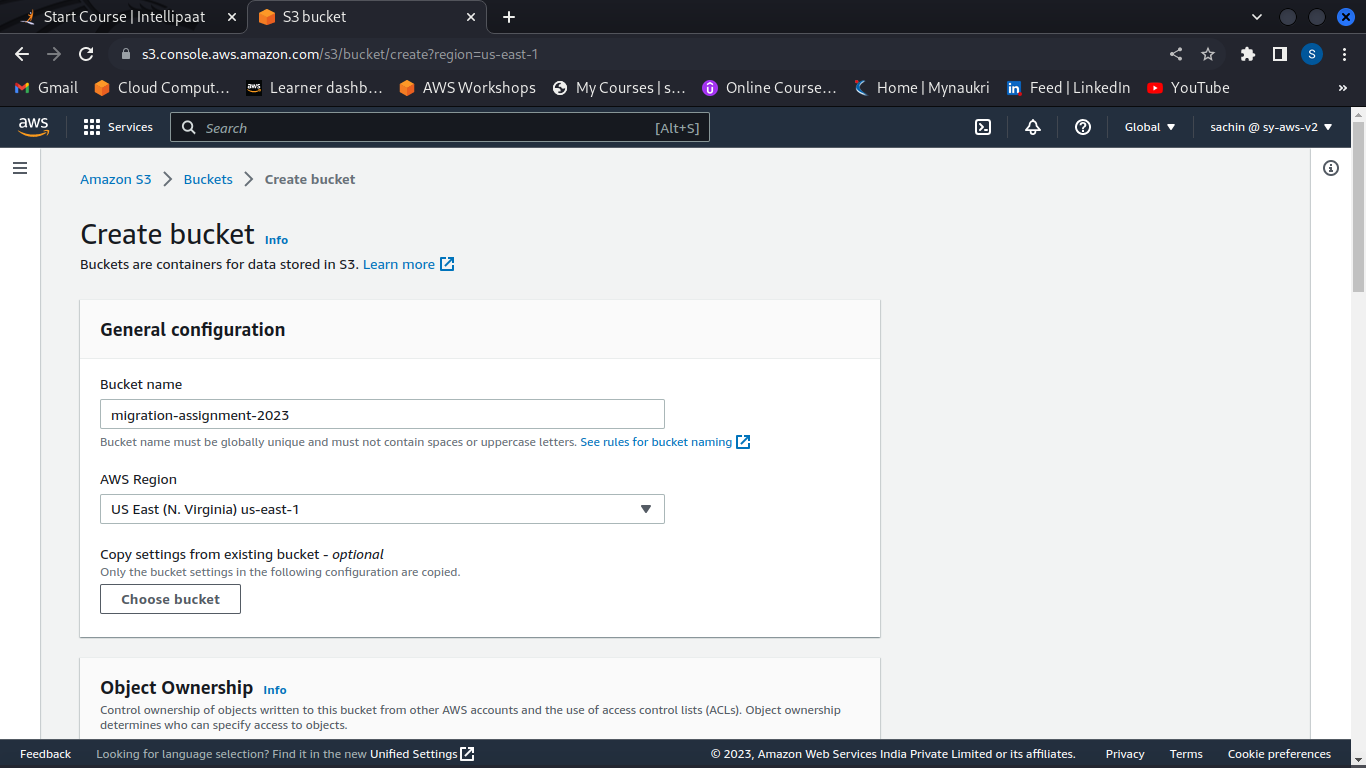 Start Course | Intellipaat
S3 bucket
s3.console.aws.amazon.com/s3/bucket/create?region=us-east-1
S
Gmail
Cloud Comput...
aws
Learner dashb...
AWS Workshops
My Courses | s...
Online Course...
Home | Mynaukri
Feed | LinkedIn
YouTube
»
aws
Services
Search
[Alt+S]
Global
sachin @ sy-aws-v2
Amazon S3
Buckets
Create bucket
Create bucket Info
Buckets are containers for data stored in S3. Learn more
General configuration
Bucket name
migration-assignment-2023
Bucket name must be globally unique and must not contain spaces or uppercase letters. See rules for bucket naming
AWS Region
US East (N. Virginia) us-east-1
Copy settings from existing bucket - optional
Only the bucket settings in the following configuration are copied.
Choose bucket
Object Ownership Info
Control ownership of objects written to this bucket from other AWS accounts and the use of access control lists (ACLs). Object ownership
determines who can specify access to objects.
Feedback
Looking for language selection? Find it in the new Unified Settings
© 2023, Amazon Web Services India Private Limited or its affiliates.
Privacy
Terms
Cookie preferences